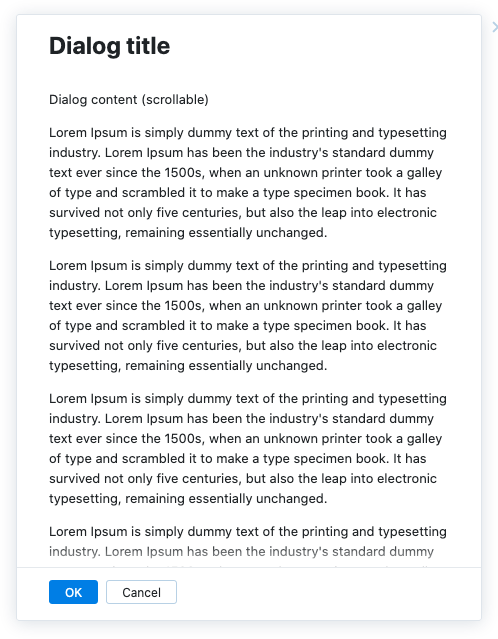 Dialog title
Dialog content (scrollable)
Lorem Ipsum is simply dummy text of the printing and typesetting
industry. Lorem Ipsum has been the industry's standard dummy
text ever since the 1500s, when an unknown printer took a galley
of type and scrambled it to make a type specimen book. It has
survived not only five centuries, but also the leap into electronic
typesetting, remaining essentially unchanged.
Lorem Ipsum is simply dummy text of the printing and typesetting
industry. Lorem Ipsum has been the industry's standard dummy
text ever since the 1500s, when an unknown printer took a galley
of type and scrambled it to make a type specimen book. It has
survived not only five centuries, but also the leap into electronic
typesetting, remaining essentially unchanged.
Lorem Ipsum is simply dummy text of the printing and typesetting
industry. Lorem Ipsum has been the industry's standard dummy
text ever since the 1500s, when an unknown printer took a galley
of type and scrambled it to make a type specimen book. It has
survived not only five centuries, but also the leap into electronic
typesetting, remaining essentially unchanged.
Lorem Ipsum is simply dummy text of the printing and typesetting
industry. Lorem Ipsum has been the industry's standard dummy
OK Cancel